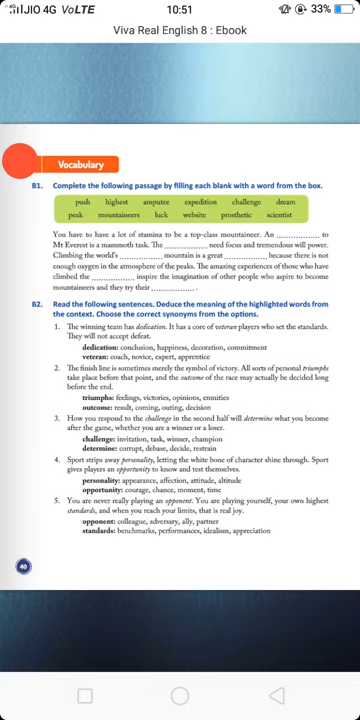 JIO 4G VoLTE 10:51 33%
Viva Real English 8 : Ebook
Vocabulary
B1. Complete the following passage by filling each blank with a word from the box.
push highest amputee expedition challenge dream
peak mountaineers luck website prosthetic scientist
You have to have a lot of stamina to be a top-class mountaineer. An .................. to
Mt Everest is a mammoth task. The .................. need focus and tremendous will power.
Climbing the world's .................. mountain is a great .................. because there is not
enough oxygen in the atmosphere of the peaks. The amazing experiences of those who have
climbed the .................. inspire the imagination of other people who aspire to become
mountaineers and they try their ...................
B2. Read the following sentences. Deduce the meaning of the highlighted words from
the context. Choose the correct synonyms from the options.
1. The winning team has dedication. It has a core of veteran players who set the standards.
They will not accept defeat.
dedication: conclusion, happiness, decoration, commitment
veteran: coach, novice, expert, apprentice
2. The finish line is sometimes merely the symbol of victory. All sorts of personal triumphs
take place before that point, and the outcome of the race may actually be decided long
before the end.
triumphs: feelings, victories, opinions, enmities
outcome: result, coming, outing, decision
3. How you respond to the challenge in the second half will determine what you become
after the game, whether you are a winner or a loser.
challenge: invitation, task, winner, champion
determine: corrupt, debase, decide, restrain
4. Sport strips away personality, letting the white bone of character shine through. Sport
gives players an opportunity to know and test themselves.
personality: appearance, affection, attitude, altitude
opportunity: courage, chance, moment, time
5. You are never really playing an opponent. You are playing yourself, your own highest
standards, and when you reach your limits, that is real joy.
opponent: colleague, adversary, ally, partner
standards: benchmarks, performances, idealism, appreciation
40